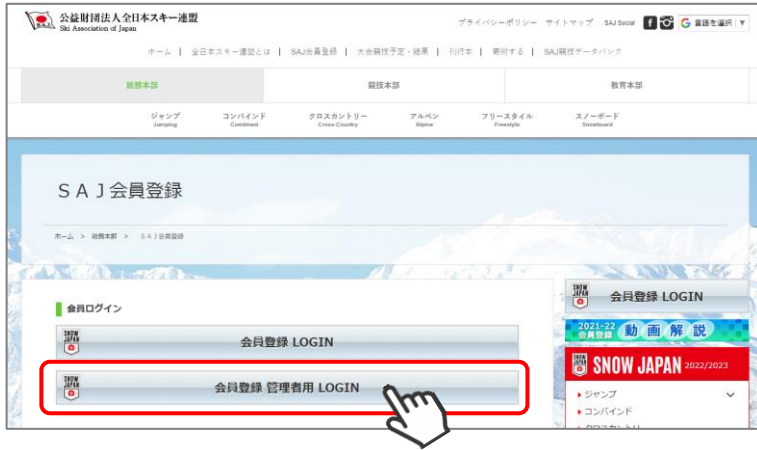 公益財団法人全日本スキー連盟
Ski Association of Japan
プライバシーポリシー サイトマップ SAJ Social f G 言語を選択 ▼
ホーム | 全日本スキー連盟とは | SAJ会員登録 | 大会競技予定・結果 | 刊行本 | 寄附する | SAJ競技データバンク
総務本部 競技本部 教育本部
ジャンプ コンバインド クロスカントリー アルペン フリースタイル スノーボード
Jumping Combined Cross-Country Alpine Freestyle Snowboard
ＳＡＪ会員登録
ホーム > 総務本部 > ＳＡＪ会員登録
会員ログイン
SNOW JAPAN 会員登録 LOGIN
SNOW JAPAN 会員登録 管理者用 LOGIN
SNOW JAPAN 会員登録 LOGIN
2021-22 会員登録 動画解説
SNOW JAPAN 2022/2023
ジャンプ
コンバインド